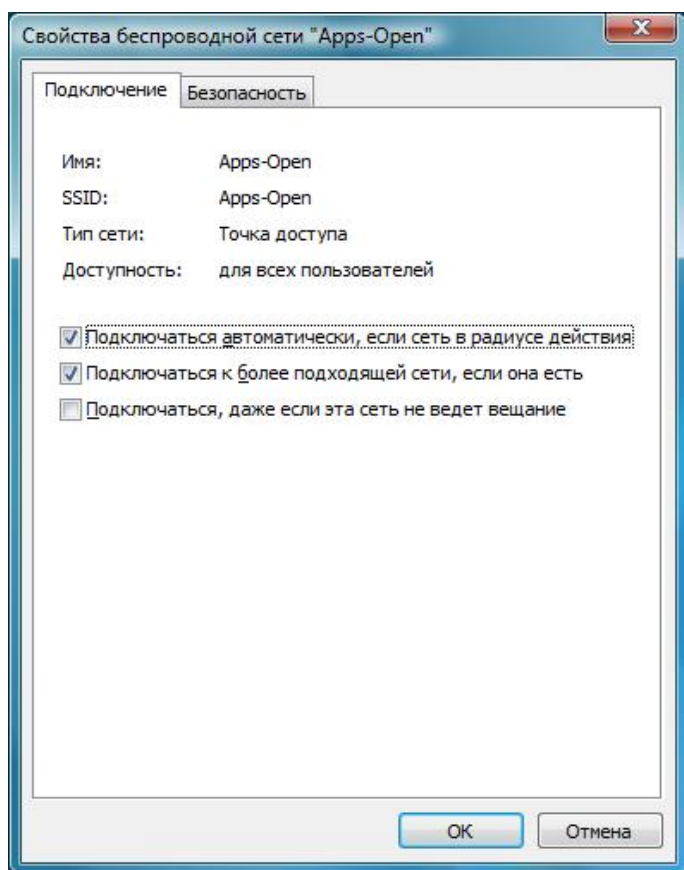 Свойства беспроводной сети "Apps-Open"
Подключение Безопасность
Имя: Apps-Open
SSID: Apps-Open
Тип сети: Точка доступа
Доступность: для всех пользователей
Подключаться автоматически, если сеть в радиусе действия
Подключаться к более подходящей сети, если она есть
Подключаться, даже если эта сеть не ведет вещание
ОК Отмена